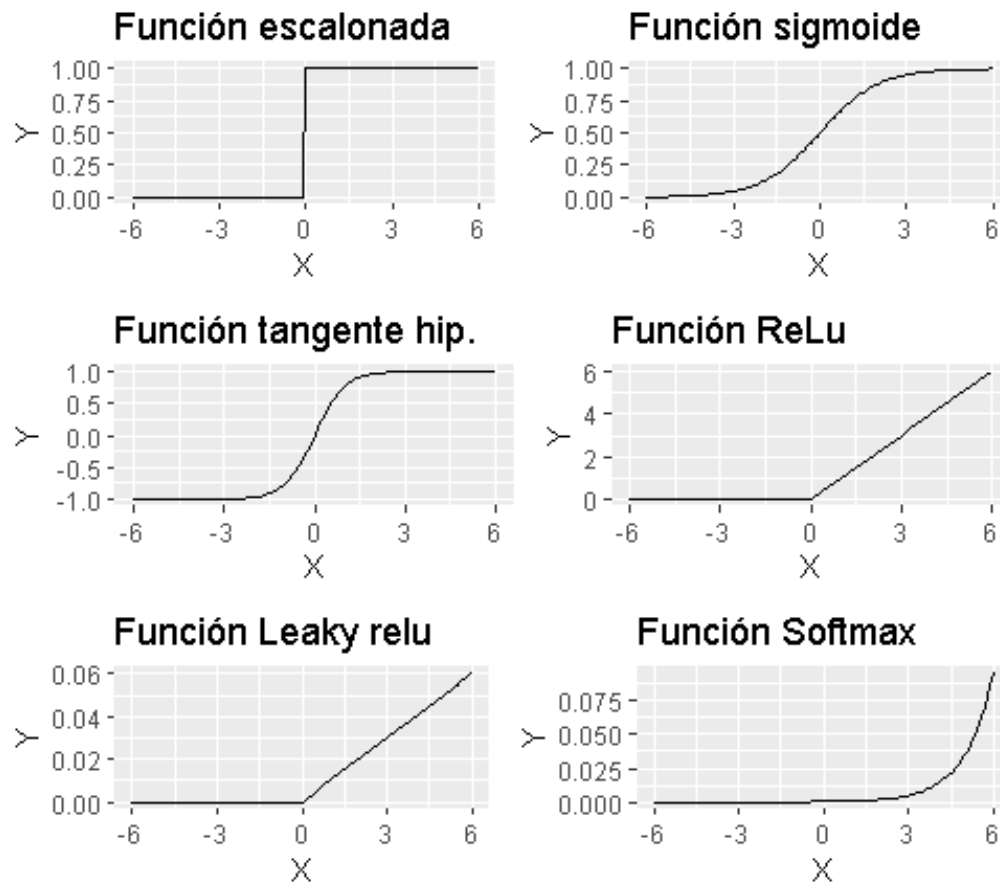 Función escalonada
1.00
0.75
0.50
0.25
0.00
Y
-6 -3 0 3 6
X
Función sigmoide
1.00
0.75
0.50
0.25
0.00
Y
-6 -3 0 3 6
X
Función tangente hip.
1.0
0.5
0.0
-0.5
-1.0
Y
-6 -3 0 3 6
X
Función ReLu
6
4
2
0
Y
-6 -3 0 3 6
X
Función Leaky relu
0.06
0.04
0.02
0.00
Y
-6 -3 0 3 6
X
Función Softmax
0.075
0.050
0.025
0.000
Y
-6 -3 0 3 6
X